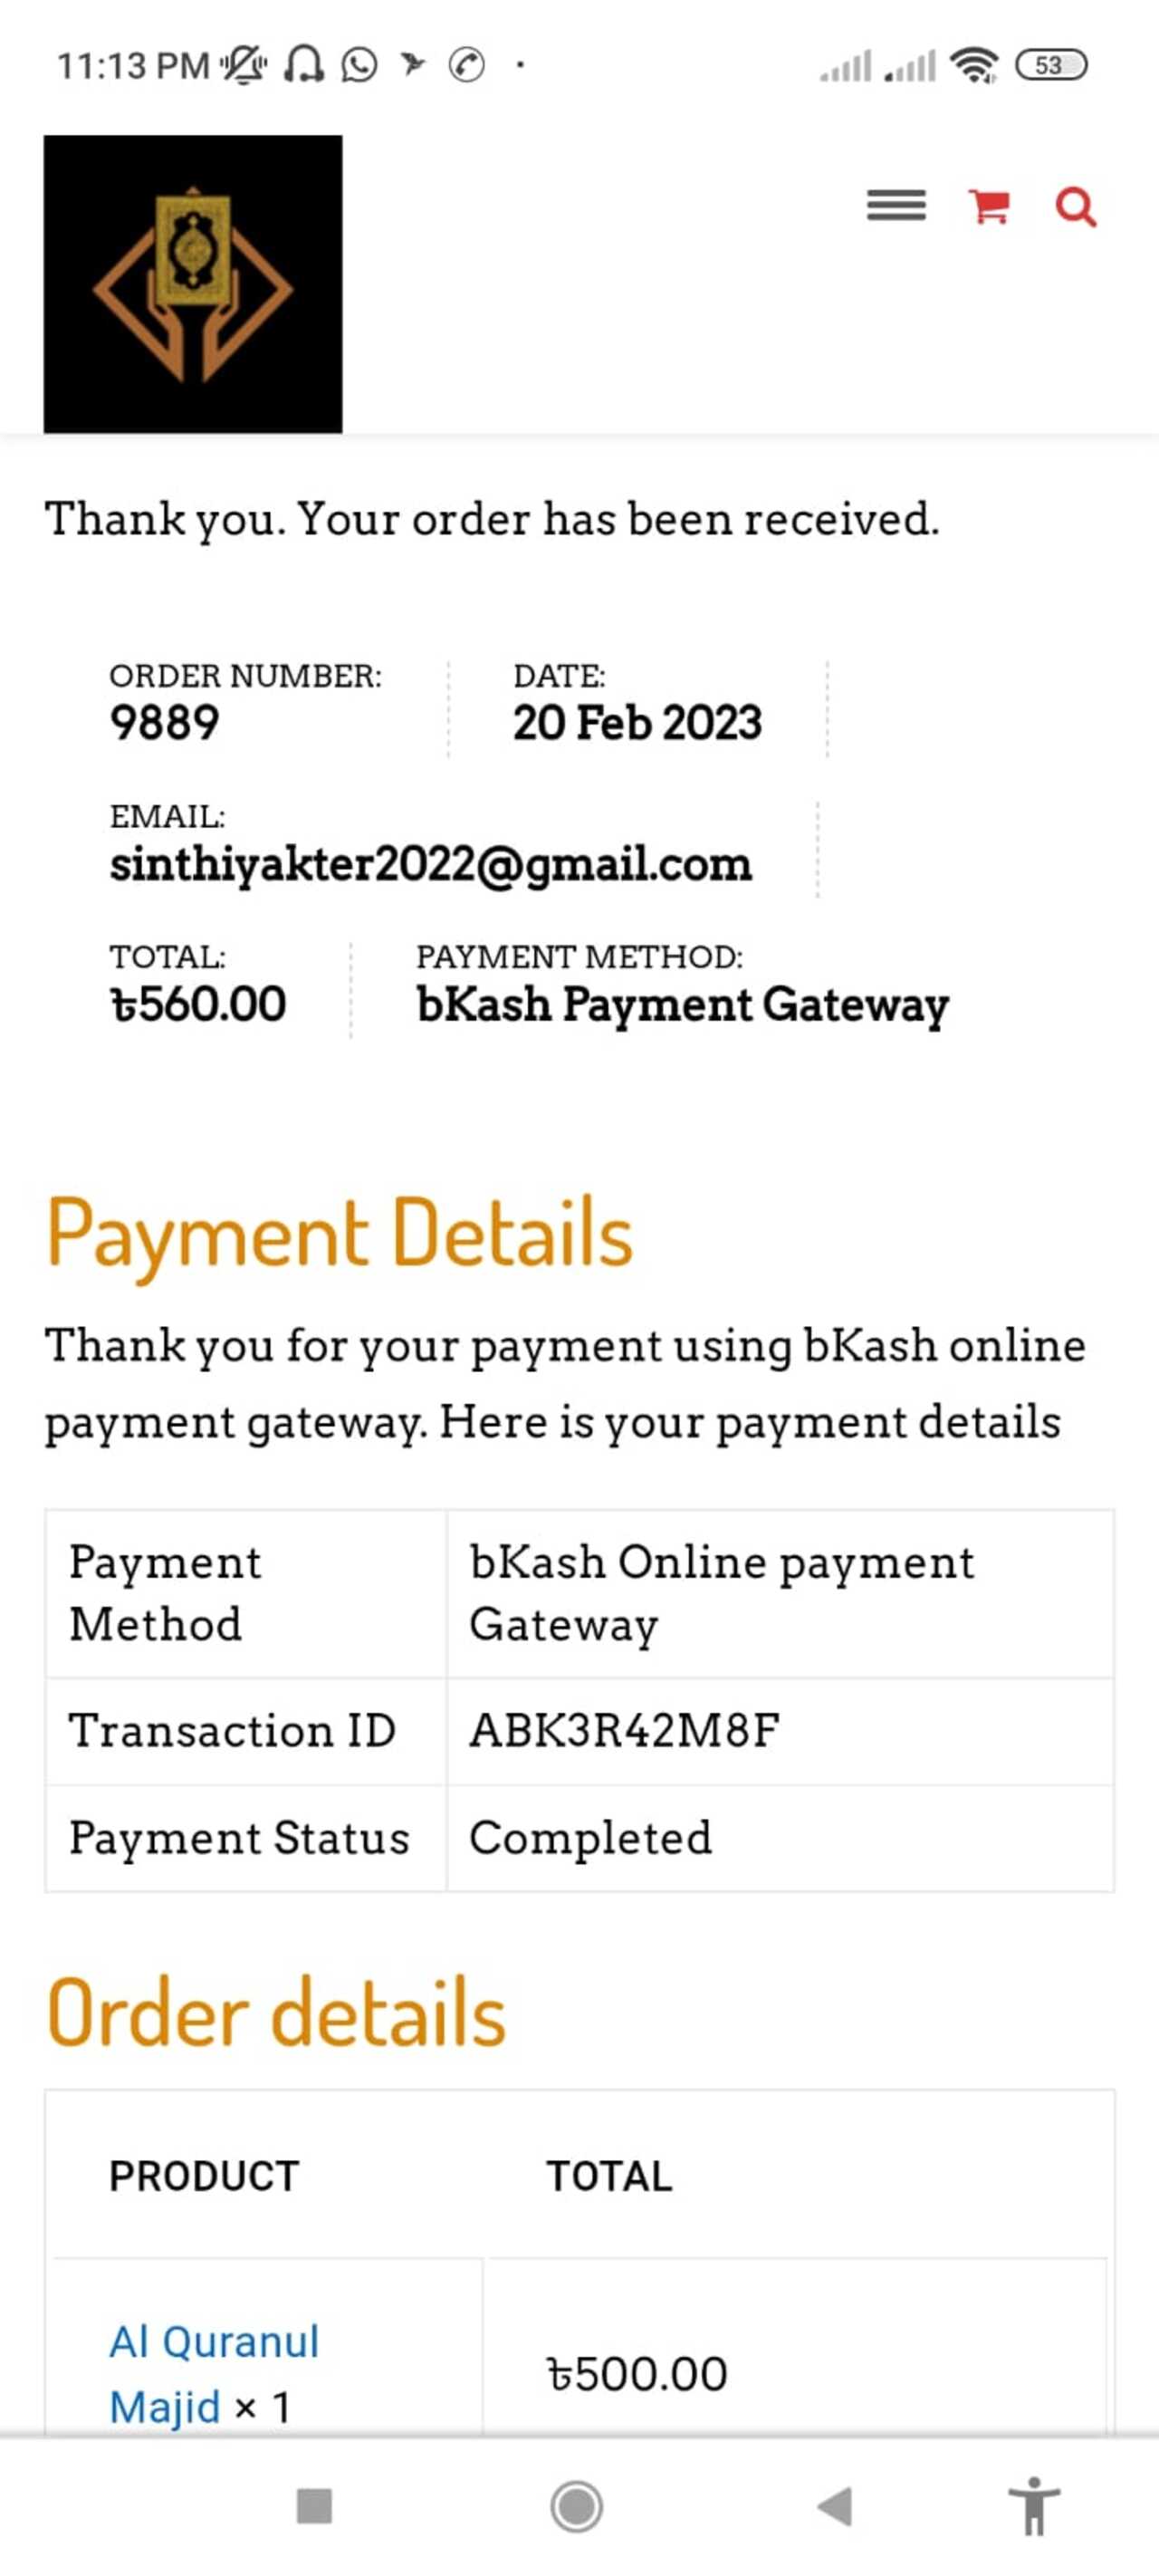 11:13 PM
53
Thank you. Your order has been received.
ORDER NUMBER:
9889
DATE:
20 Feb 2023
EMAIL:
sinthiyakter2022@gmail.com
TOTAL:
৳560.00
PAYMENT METHOD:
bKash Payment Gateway
Payment Details
Thank you for your payment using bKash online
payment gateway. Here is your payment details
Payment
Method
bKash Online payment
Gateway
Transaction ID
ABK3R42M8F
Payment Status
Completed
Order details
PRODUCT
TOTAL
Al Quranul
Majid × 1
৳500.00